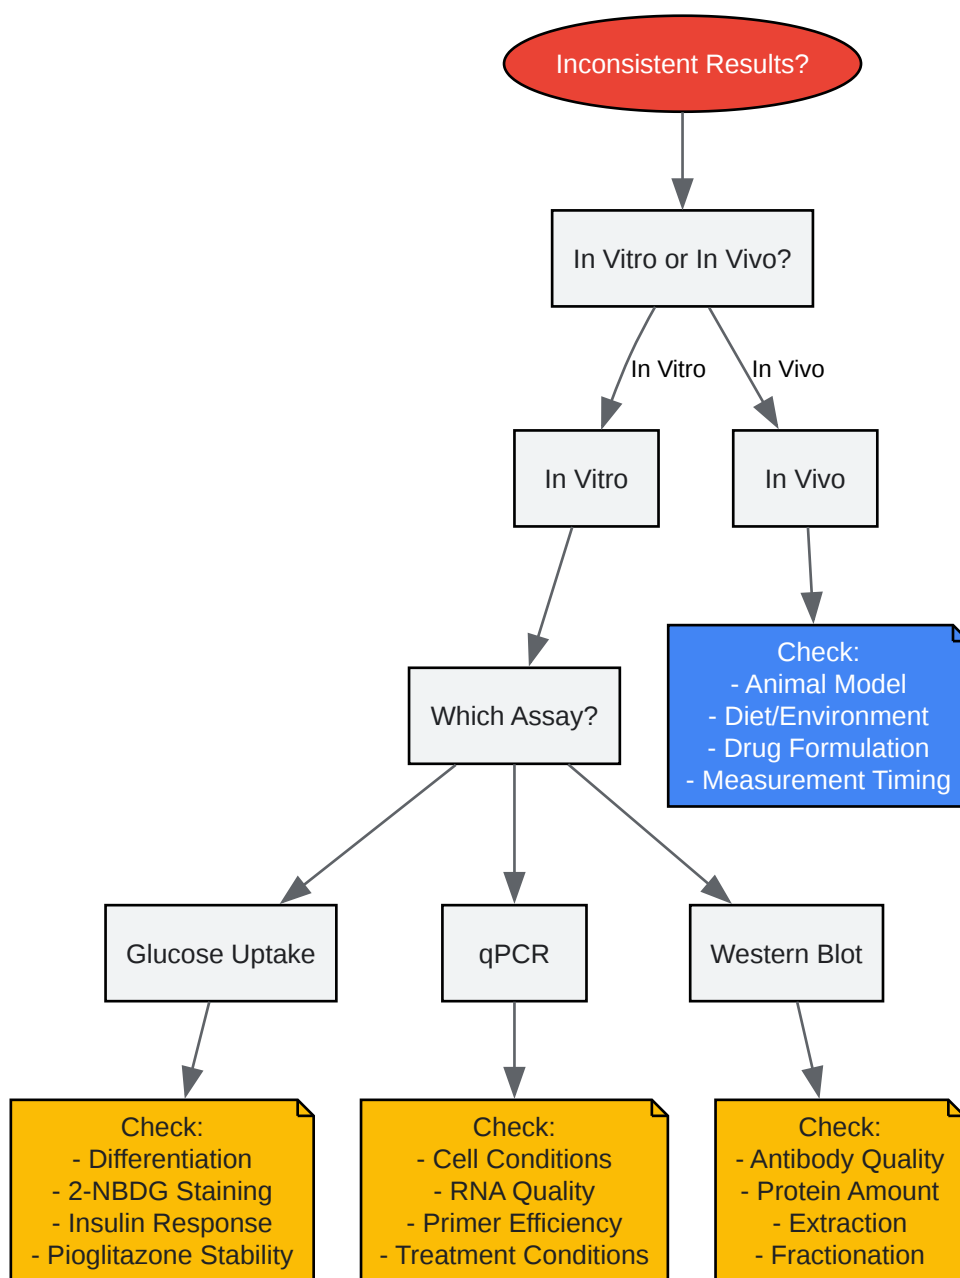 Inconsistent Results?
In Vitro or In Vivo?
In Vitro
In Vivo
In Vitro
In Vivo
Which Assay?
Check:
- Animal Model
- Diet/Environment
- Drug Formulation
- Measurement Timing
Glucose Uptake
qPCR
Western Blot
Check:
- Differentiation
- 2-NBDG Staining
- Insulin Response
- Pioglitazone Stability
Check:
- Cell Conditions
- RNA Quality
- Primer Efficiency
- Treatment Conditions
Check:
- Antibody Quality
- Protein Amount
- Extraction
- Fractionation